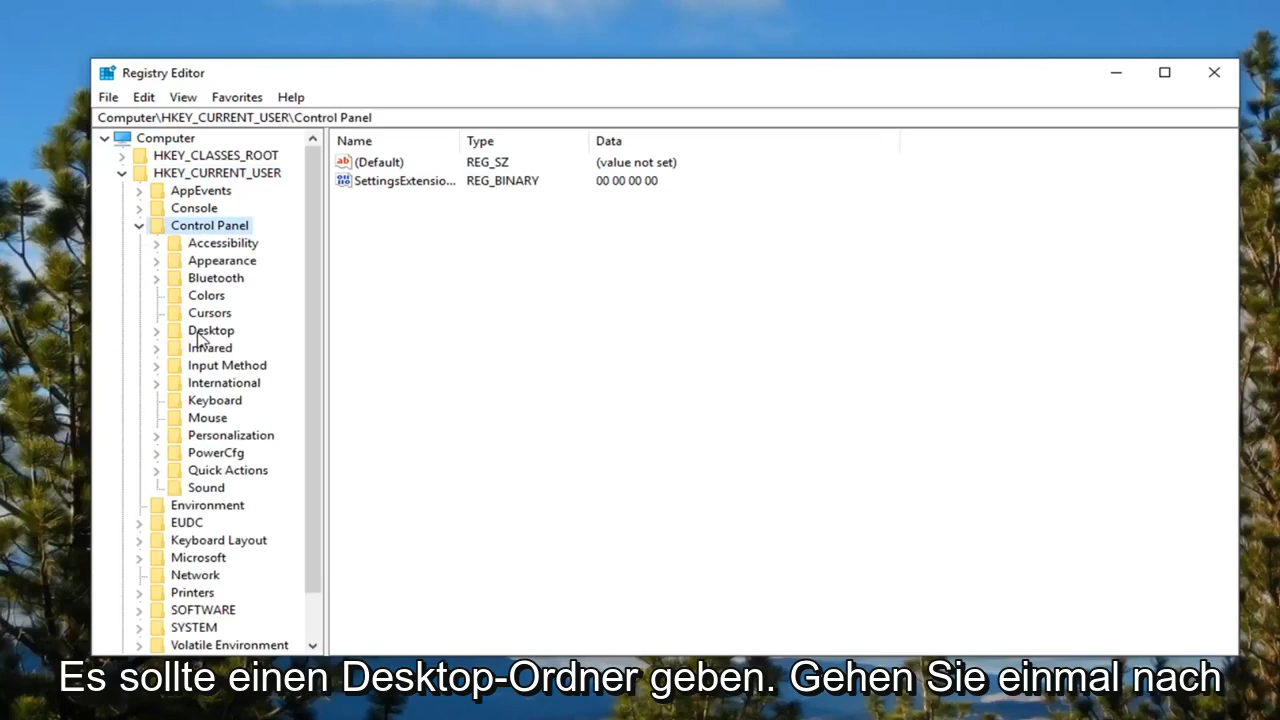 Registry Editor
File Edit View Favorites Help
Computer\HKEY_CURRENT_USER\Control Panel
Computer
HKEY_CLASSES_ROOT
HKEY_CURRENT_USER
AppEvents
Console
Control Panel
Accessibility
Appearance
Bluetooth
Colors
Cursors
Desktop
Infrared
Input Method
International
Keyboard
Mouse
Personalization
PowerCfg
Quick Actions
Sound
Environment
EUDC
Keyboard Layout
Microsoft
Network
Printers
SOFTWARE
SYSTEM
Volatile Environment
Name Type Data
(Default) REG_SZ (value not set)
SettingsExtensio... REG_BINARY 00 00 00 00
Es sollte einen Desktop-Ordner geben. Gehen Sie einmal nach